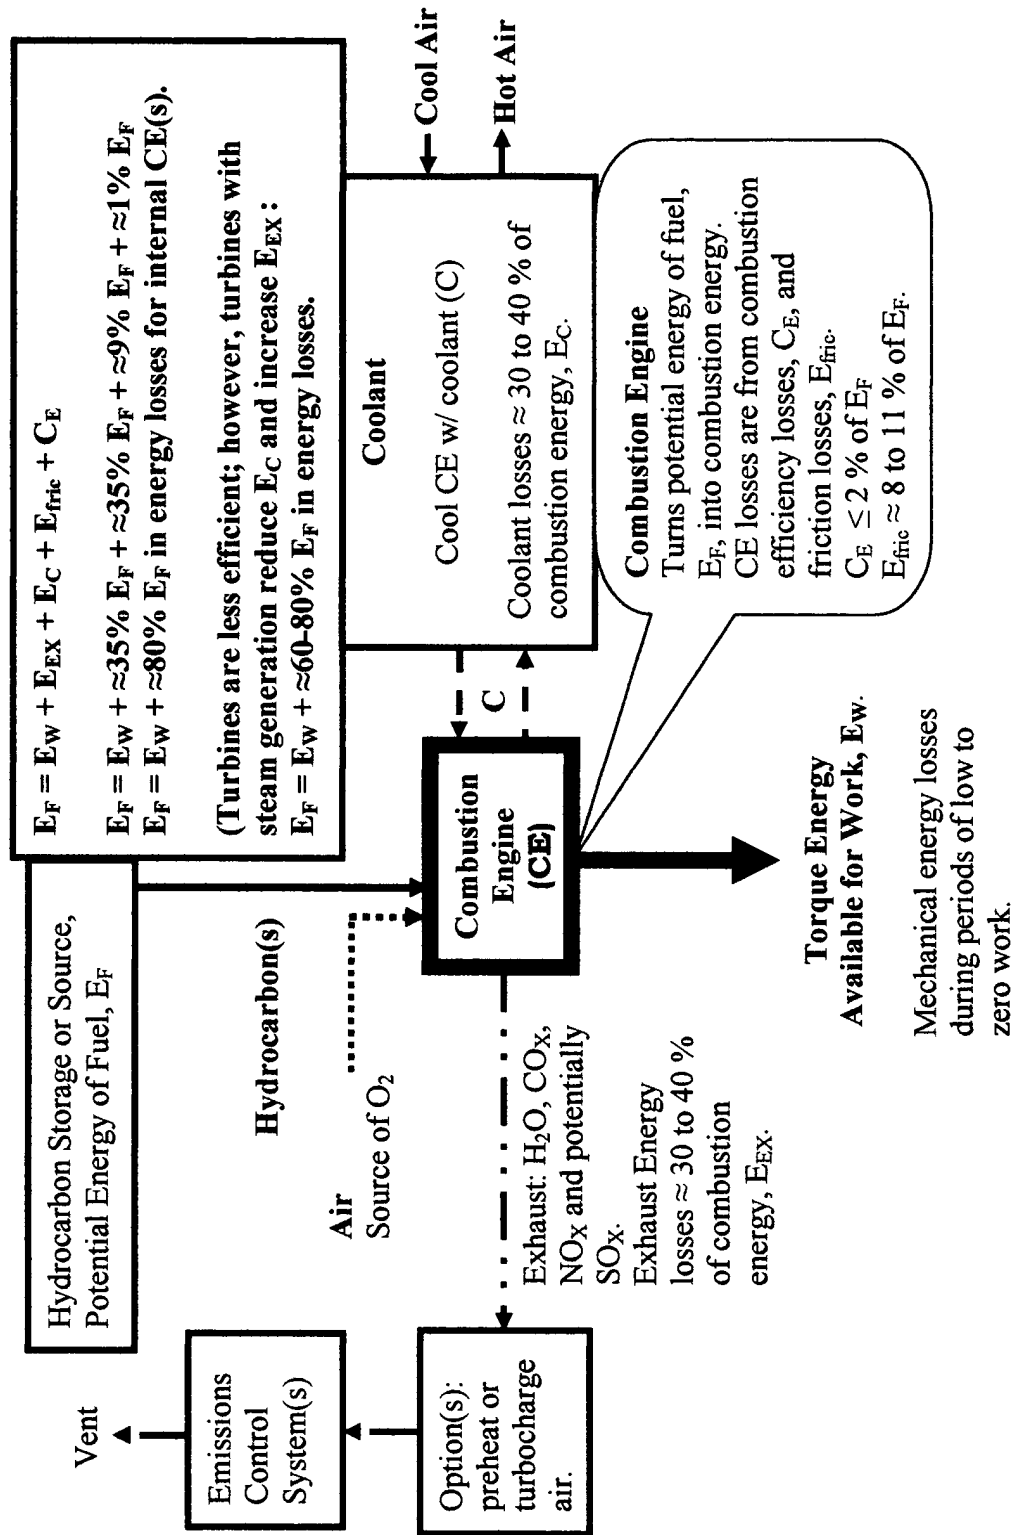 Hydrocarbon Storage or Source,
Potential Energy of Fuel, E_F
E_F = E_W + E_EX + E_C + E_fric + C_E
E_F = E_W + ≈35% E_F + ≈35% E_F + ≈9% E_F + ≈1% E_F
E_F = E_W + ≈80% E_F in energy losses for internal CE(s).
(Turbines are less efficient; however, turbines with
steam generation reduce E_C and increase E_EX :
E_F = E_W + ≈60-80% E_F in energy losses.
Vent
Emissions
Control
System(s)
Option(s):
preheat or
turbocharge
air.
Hydrocarbon(s)
Air
Source of O₂
Exhaust: H₂O, CO_X,
NO_X and potentially
SO_X.
Exhaust Energy
losses ≈ 30 to 40 %
of combustion
energy, E_EX.
Combustion
Engine
(CE)
C
Coolant
Cool CE w/ coolant (C)
Coolant losses ≈ 30 to 40 % of
combustion energy, E_C.
Cool Air
Hot Air
Combustion Engine
Turns potential energy of fuel,
E_F, into combustion energy.
CE losses are from combustion
efficiency losses, C_E, and
friction losses, E_fric.
C_E ≤ 2 % of E_F
E_fric ≈ 8 to 11 % of E_F.
Torque Energy
Available for Work, Ew.
Mechanical energy losses
during periods of low to
zero work.